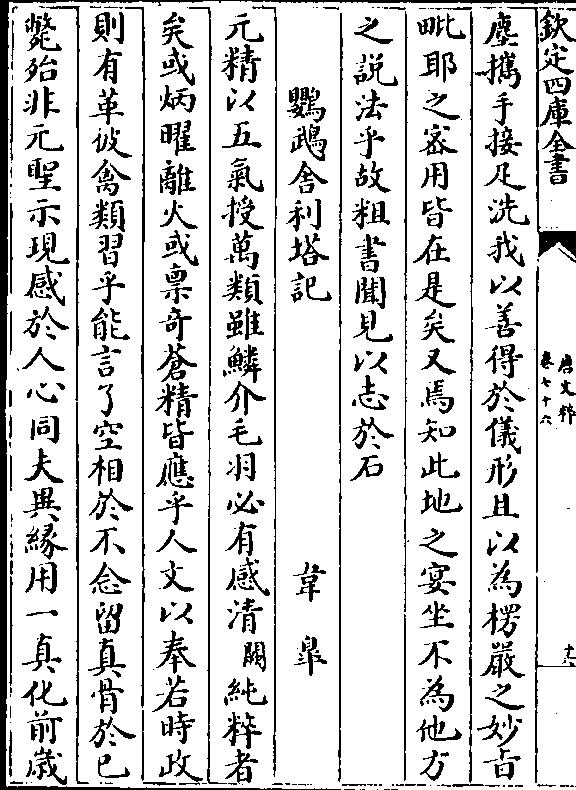 欽定四庫全書
唐文粹
卷七十六
十六
塵攜手接足洗我以善得於儀形且以為楞嚴之妙旨
毗耶之密用皆在是矣又焉知此地之宴坐不為他方
之說法乎故粗書聞見以志於石
鸚鵡舍利塔記 韋臯
元精以五氣授萬類雖鱗介毛羽必有感清闕純粹者
矣或炳曜離火或禀奇蒼精皆應乎人文以奉若時政
則有革彼禽類習乎能言了空相於不念留真骨於已
斃殆非元聖示現感於人心同夫異緣用一真化前歲